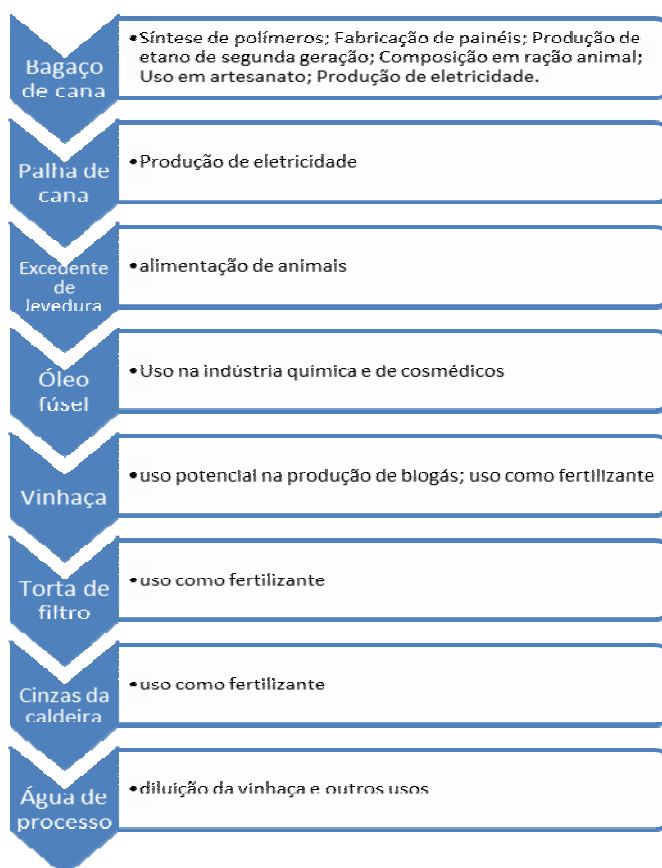 Bagaço
de cana
•Síntese de polímeros; Fabricação de painéis; Produção de
etano de segunda geração; Composição em ração animal;
Uso em artesanato; Produção de eletricidade.
Palha de
cana
•Produção de eletricidade
Excedente
de
levedura
•alimentação de animais
Óleo
fúsel
•Uso na indústria química e de cosmédicos
Vinhaça
•uso potencial na produção de biogás; uso como fertilizante
Torta de
filtro
•uso como fertilizante
Cinzas da
caldeira
•uso como fertilizante
Água de
processo
•diluição da vinhaça e outros usos